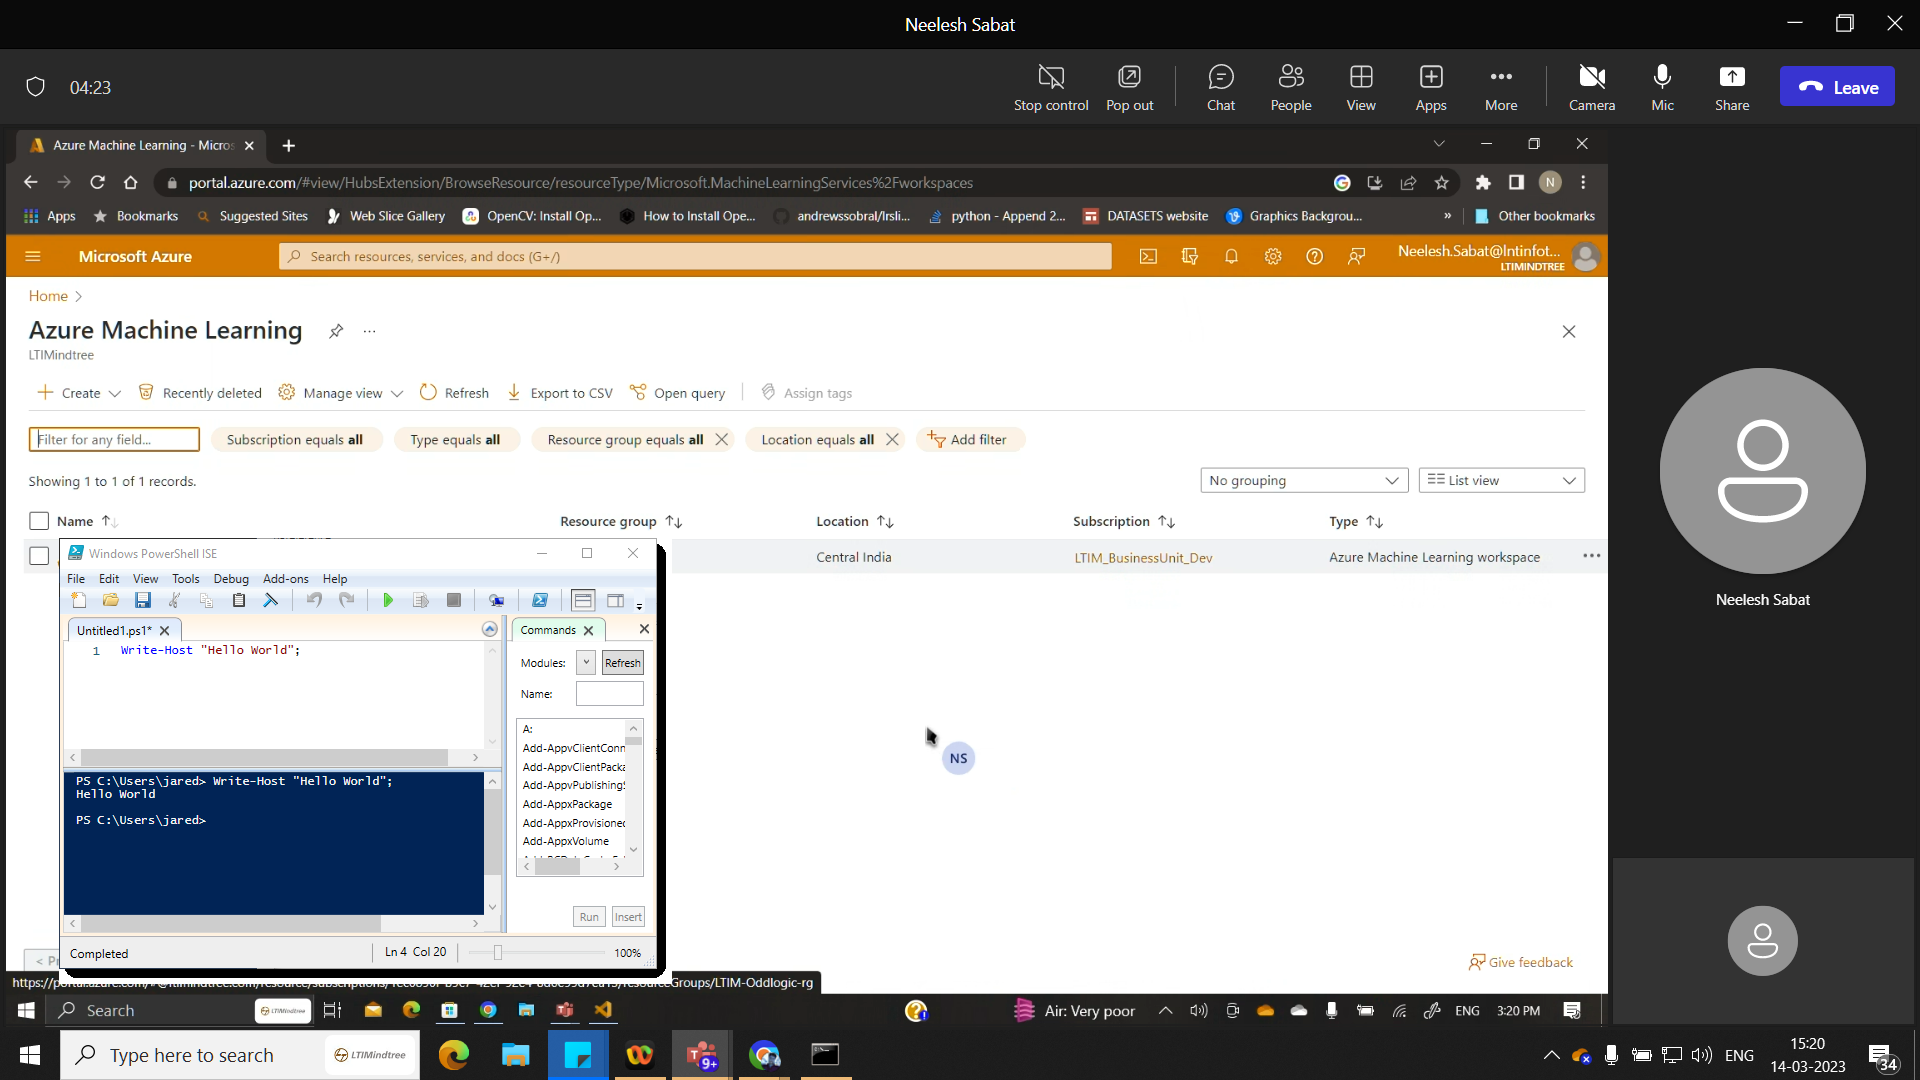 Neelesh Sabat
04:23
Stop control
Pop out
Chat
People
View
Apps
More
Camera
Mic
Share
Leave
Azure Machine Learning - Micros
portal.azure.com/#view/HubsExtension/BrowseResource/resourceType/Microsoft.MachineLearningServices%2Fworkspaces
N
Apps
Bookmarks
Suggested Sites
Web Slice Gallery
OpenCV: Install Op...
How to Install Ope...
andrewssobral/lrsli...
python - Append 2...
DATASETS website
Graphics Backgrou...
»
Other bookmarks
Microsoft Azure
Search resources, services, and docs (G+/)
Neelesh.Sabat@lntinfot...
LTIMINDTREE
Home
Azure Machine Learning
LTIMindtree
Create
Recently deleted
Manage view
Refresh
Export to CSV
Open query
Assign tags
Filter for any field...
Subscription equals all
Type equals all
Resource group equals all
Location equals all
Add filter
Showing 1 to 1 of 1 records.
No grouping
List view
Name
Resource group
Location
Subscription
Type
Central India
LTIM_BusinessUnit_Dev
Azure Machine Learning workspace
Windows PowerShell ISE
File Edit View Tools Debug Add-ons Help
Untitled1.ps1*
1 Write-Host "Hello World";
Commands
Modules:
Refresh
Name:
A:
Add-AppvClientConn
Add-AppvClientPacka
Add-AppvPublishing
Add-AppxPackage
Add-AppxProvisioned
Add-AppxVolume
Run
Insert
PS C:\Users\jared> Write-Host "Hello World";
Hello World
PS C:\Users\jared>
Completed
Ln 4 Col 20
100%
NS
Neelesh Sabat
Give feedback
Search
LTIMindtree
Air: Very poor
ENG
3:20 PM
Type here to search
LTIMindtree
9+
ENG
15:20
14-03-2023
34